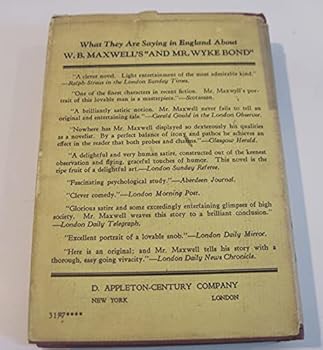 What They Are Saying in England About
W. B. MAXWELL'S "AND MR. WYKE BOND"
"A clever novel. Light entertainment of the most admirable kind."
—Ralph Straus in the London Sunday Times.
"One of the finest characters in recent fiction. Mr. Maxwell's por-
trait of this lovable man is a masterpiece."—Scotsman.
"A brilliantly satiric notion. Mr. Maxwell never fails to tell an
original and entertaining tale."—Gerald Gould in the London Observer.
"Nowhere has Mr. Maxwell displayed so dexterously his qualities
as a novelist. By a perfect balance of irony and pathos he achieves an
effect in the reader that both probes and charms."—Glasgow Herald.
"A delightful and very human satire, constructed out of the keenest
observation and flying, graceful touches of humor. This novel is the
ripe fruit of a delightful art.—London Sunday Referee.
"Fascinating psychological study."—Aberdeen Journal.
"Clever comedy."—London Morning Post.
"Glorious satire and some exceedingly entertaining glimpses of high
society. Mr. Maxwell weaves this story to a brilliant conclusion."
—London Daily Telegraph.
"Excellent portrait of a lovable snob."—London Daily Mirror.
"Here is an original; and Mr. Maxwell tells his story with a
thorough, easy going vivacity."—London Daily News Chronicle.
D. APPLETON-CENTURY COMPANY
NEW YORK LONDON